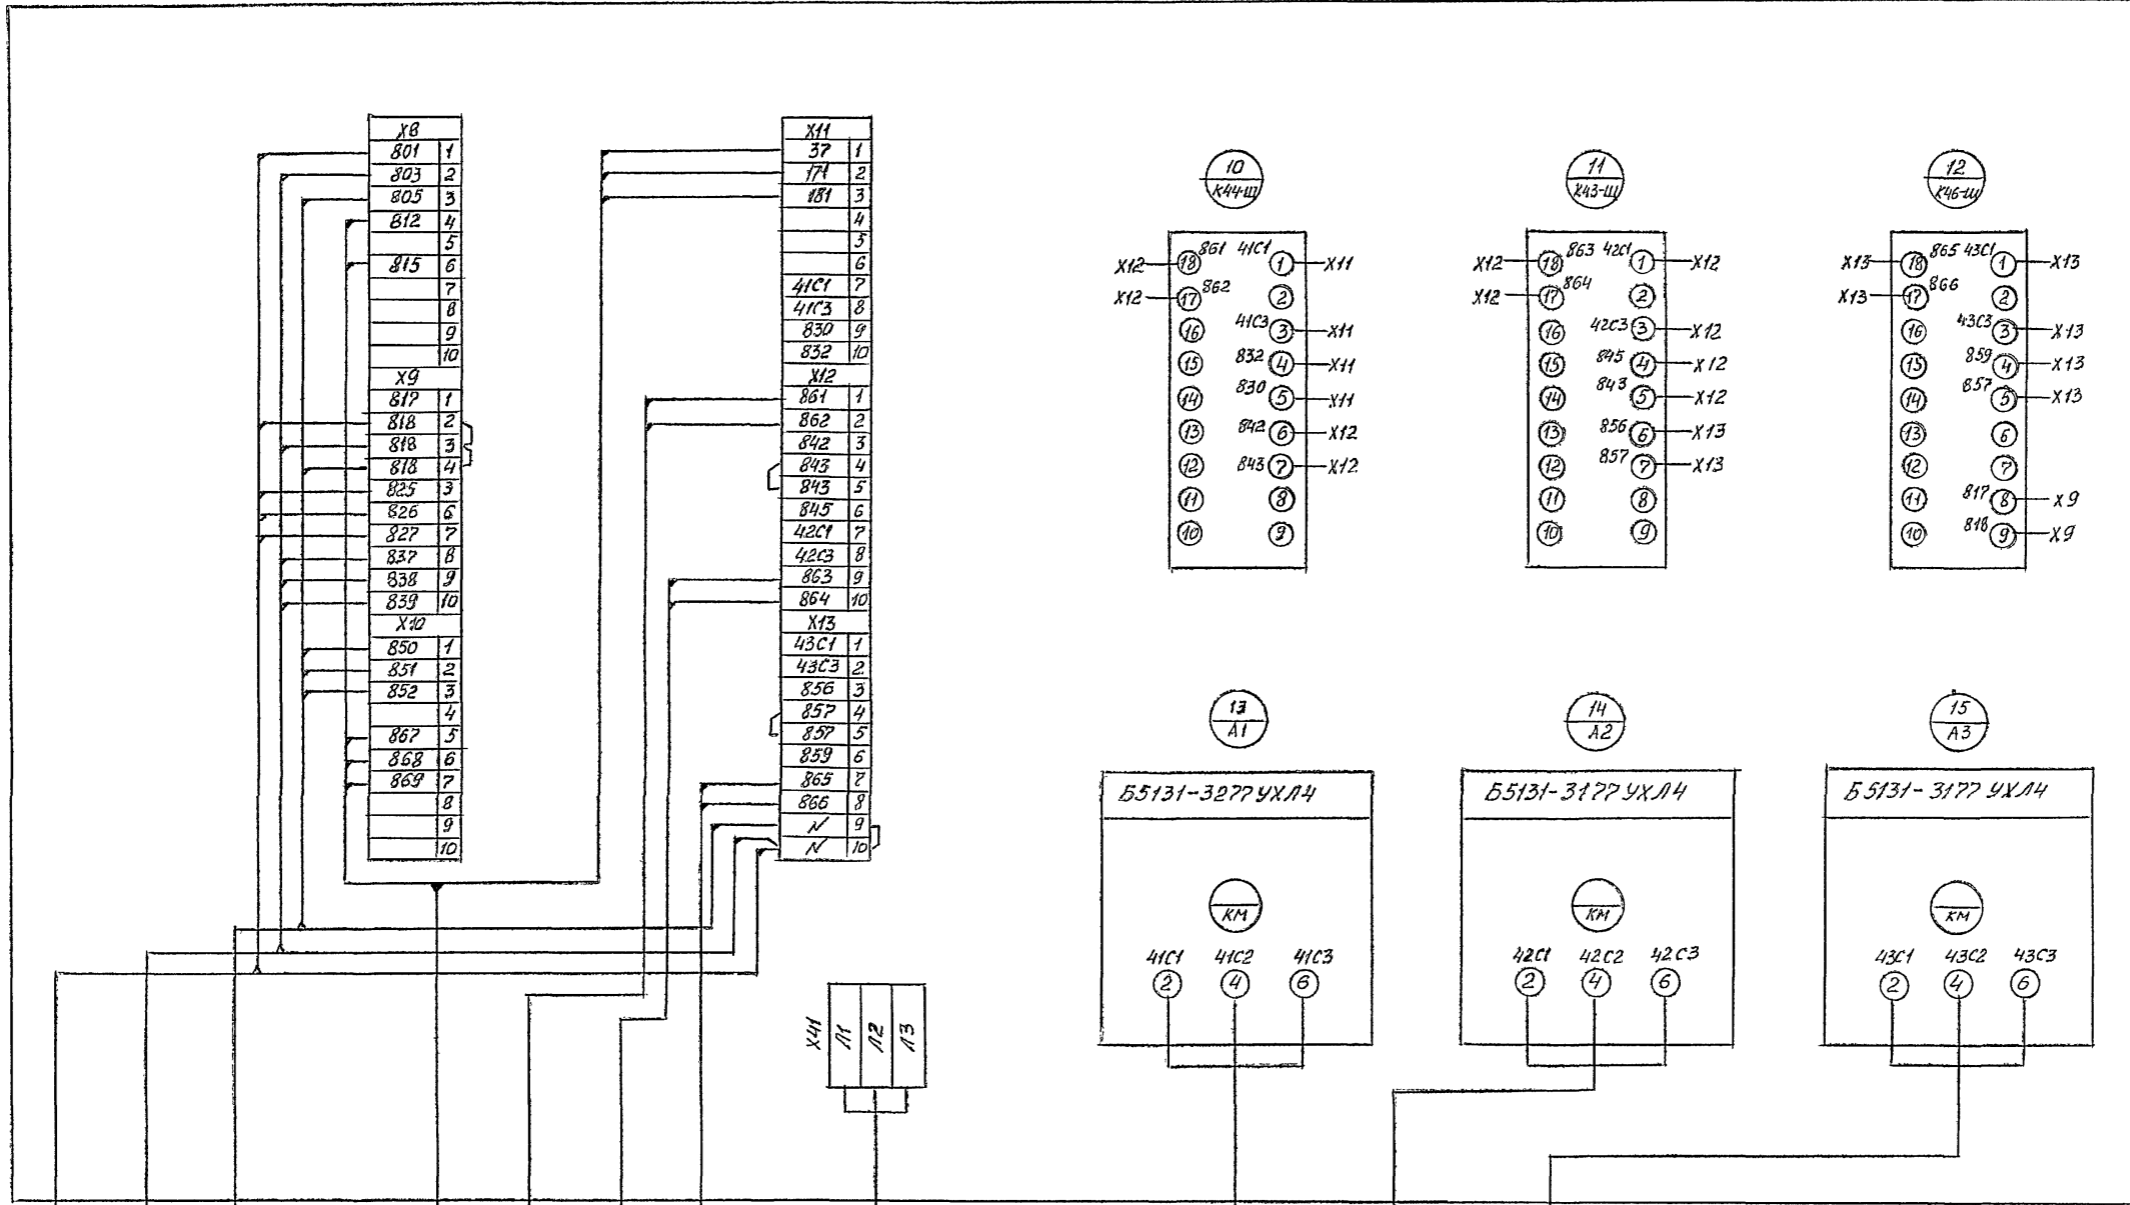 X8
801 1
803 2
805 3
812 4
5
815 6
7
8
9
10
X9
817 1
818 2
818 3
818 4
825 3
826 6
827 7
837 8
838 9
839 10
X10
850 1
851 2
852 3
4
867 5
868 6
869 7
8
9
10
X11
37 1
171 2
181 3
4
5
6
41C1 7
41C3 8
830 9
832 10
X12
861 1
862 2
842 3
843 4
843 5
845 6
42C1 7
42C3 8
863 9
864 10
X13
43C1 1
43C3 2
856 3
857 4
857 5
859 6
865 7
866 8
N 9
N 10
X41
Л1
Л2
Л3
10
К44-Щ
X12 18 861 41C1 1 X11
X12 17 862 2
16 41C3 3 X11
15 832 4 X11
14 830 5 X11
13 842 6 X12
12 843 7 X12
11 8
10 9
11
К43-Щ
X12 18 863 42C1 1 X12
X12 17 864 2
16 42C3 3 X12
15 845 4 X12
14 843 5 X12
13 856 6 X13
12 857 7 X13
11 8
10 9
12
К46-Щ
X13 18 865 43C1 1 X13
X13 17 866 2
16 43C3 3 X13
15 859 4 X13
14 857 5 X13
13 6
12 7
11 817 8 X9
10 818 9 X9
13
А1
Б5131-3277 УХЛ4
КМ
41C1 41C2 41C3
2 4 6
14
А2
Б5131-3177 УХЛ4
КМ
42C1 42C2 42C3
2 4 6
15
А3
Б5131-3177 УХЛ4
КМ
43C1 43C2 43C3
2 4 6